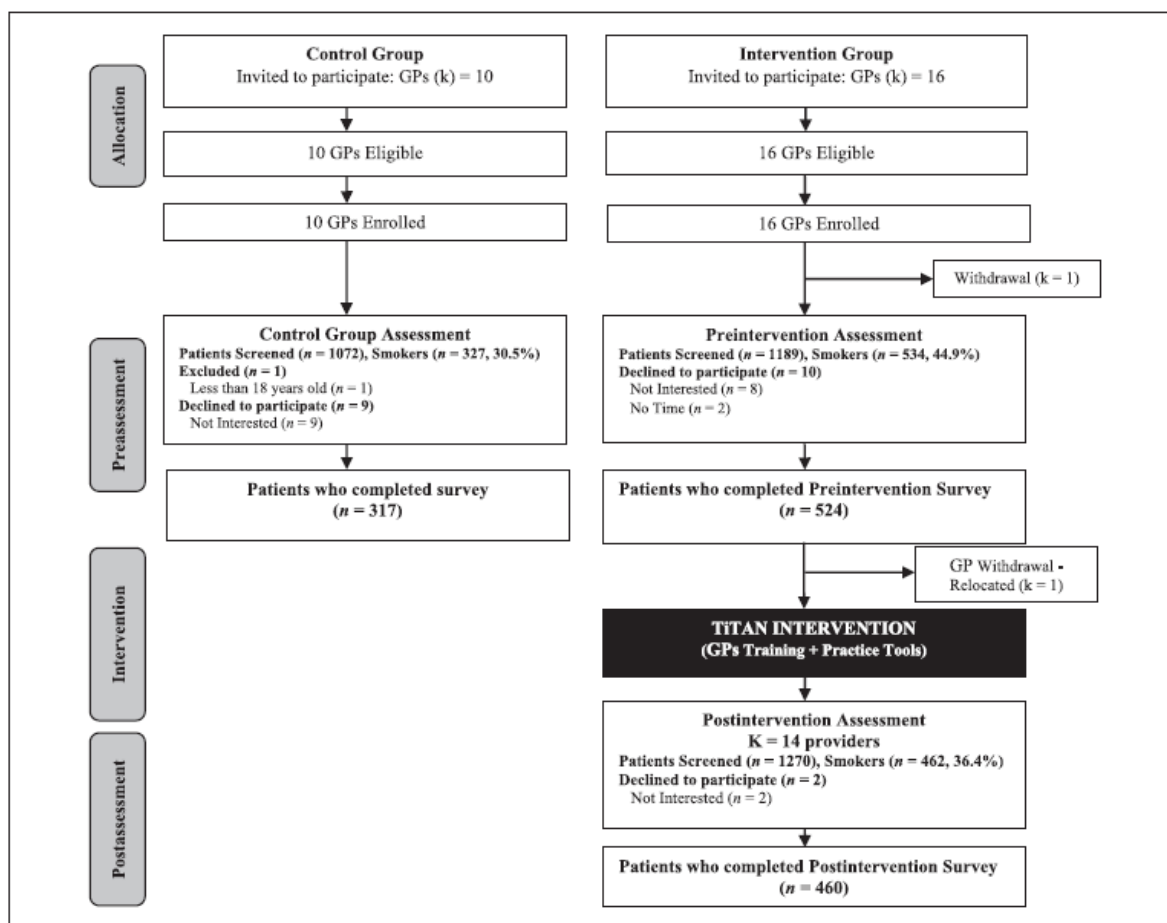 Allocation
Control Group
Invited to participate: GPs (k) = 10
10 GPs Eligible
10 GPs Enrolled
Intervention Group
Invited to participate: GPs (k) = 16
16 GPs Eligible
16 GPs Enrolled
Withdrawal (k = 1)
Preassessment
Control Group Assessment
Patients Screened (n = 1072), Smokers (n = 327, 30.5%)
Excluded (n = 1)
Less than 18 years old (n = 1)
Declined to participate (n = 9)
Not Interested (n = 9)
Patients who completed survey
(n = 317)
Preintervention Assessment
Patients Screened (n = 1189), Smokers (n = 534, 44.9%)
Declined to participate (n = 10)
Not Interested (n = 8)
No Time (n = 2)
Patients who completed Preintervention Survey
(n = 524)
Intervention
GP Withdrawal -
Relocated (k = 1)
TiTAN INTERVENTION
(GPs Training + Practice Tools)
Postassessment
Postintervention Assessment
K = 14 providers
Patients Screened (n = 1270), Smokers (n = 462, 36.4%)
Declined to participate (n = 2)
Not Interested (n = 2)
Patients who completed Postintervention Survey
(n = 460)